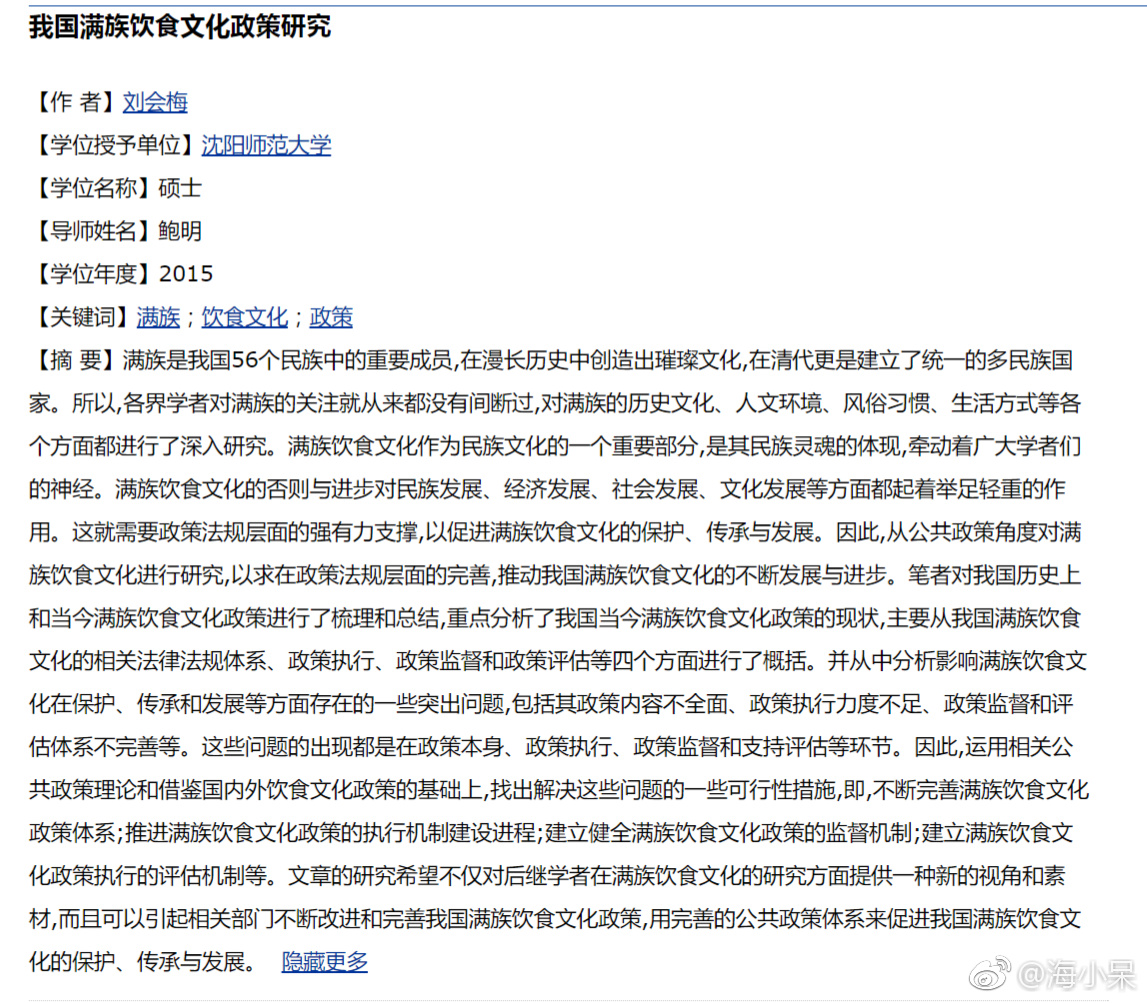 我国满族饮食文化政策研究
【作 者】刘会梅
【学位授予单位】沈阳师范大学
【学位名称】硕士
【导师姓名】鲍明
【学位年度】2015
【关键词】满族；饮食文化；政策
【摘 要】满族是我国56个民族中的重要成员,在漫长历史中创造出璀璨文化,在清代更是建立了统一的多民族国
家。所以,各界学者对满族的关注就从来都没有间断过,对满族的历史文化、人文环境、风俗习惯、生活方式等各
个方面都进行了深入研究。满族饮食文化作为民族文化的一个重要部分,是其民族灵魂的体现,牵动着广大学者们
的神经。满族饮食文化的否则与进步对民族发展、经济发展、社会发展、文化发展等方面都起着举足轻重的作
用。这就需要政策法规层面的强有力支撑,以促进满族饮食文化的保护、传承与发展。因此,从公共政策角度对满
族饮食文化进行研究,以求在政策法规层面的完善,推动我国满族饮食文化的不断发展与进步。笔者对我国历史上
和当今满族饮食文化政策进行了梳理和总结,重点分析了我国当今满族饮食文化政策的现状,主要从我国满族饮食
文化的相关法律法规体系、政策执行、政策监督和政策评估等四个方面进行了概括。并从中分析影响满族饮食文
化在保护、传承和发展等方面存在的一些突出问题,包括其政策内容不全面、政策执行力度不足、政策监督和评
估体系不完善等。这些问题的出现都是在政策本身、政策执行、政策监督和支持评估等环节。因此,运用相关公
共政策理论和借鉴国内外饮食文化政策的基础上,找出解决这些问题的一些可行性措施,即,不断完善满族饮食文化
政策体系;推进满族饮食文化政策的执行机制建设进程;建立健全满族饮食文化政策的监督机制;建立满族饮食文
化政策执行的评估机制等。文章的研究希望不仅对后继学者在满族饮食文化的研究方面提供一种新的视角和素
材,而且可以引起相关部门不断改进和完善我国满族饮食文化政策,用完善的公共政策体系来促进我国满族饮食文
化的保护、传承与发展。 隐藏更多
@海小呆